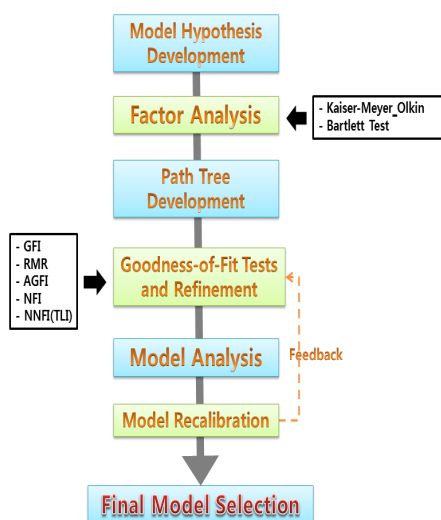 Model Hypothesis
Development
Factor Analysis
- Kaiser-Meyer_Olkin
- Bartlett Test
Path Tree
Development
- GFI
- RMR
- AGFI
- NFI
- NNFI(TLI)
Goodness-of-Fit Tests
and Refinement
Model Analysis
Feedback
Model Recalibration
Final Model Selection